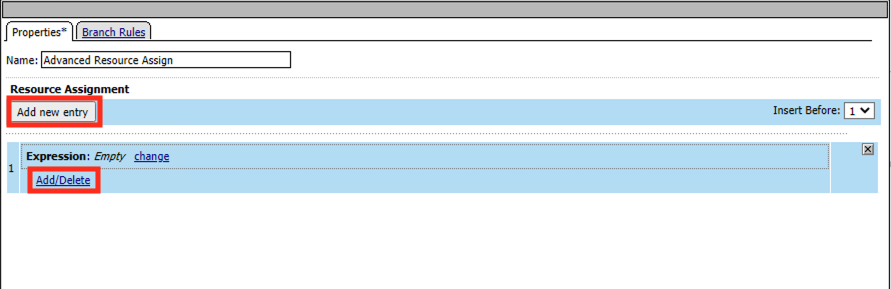 Properties* Branch Rules
Name: Advanced Resource Assign
Resource Assignment
Add new entry Insert Before: 1
Expression: Empty change
1
Add/Delete